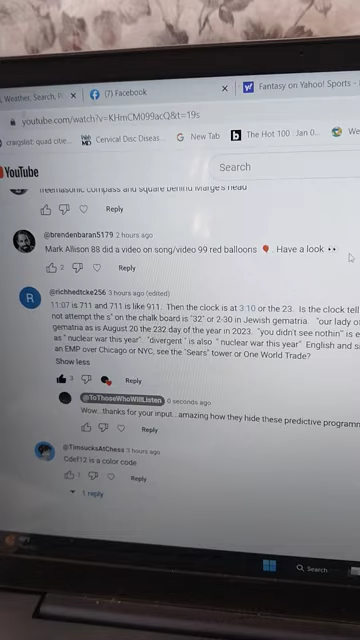 Weather, Search, F
(7) Facebook
Fantasy on Yahoo! Sports -
youtube.com/watch?v=KHmCM099acQ&t=19s
craigslist: quad citie...
Web MD
Cervical Disc Diseas...
G New Tab
b The Hot 100 : Jan 0...
We
YouTube
Search
freemasonic compass and square behind Marge's head
Reply
@brendenbaran5179 2 hours ago
Mark Allison 88 did a video on song/video 99 red balloons 🎈. Have a look 👀
2 Reply
R
@richhedtcke256 3 hours ago (edited)
11:07 is 711 and 711 is like 911. Then the clock is at 3:10 or the 23. Is the clock tell
not attempt the s" on the chalk board is "32" or 2-30 in Jewish gematria. "our lady o
gematria as is August 20 the 232 day of the year in 2023. "you didn't see nothin" is e
as " nuclear war this year". "divergent" is also " nuclear war this year" English and s
an EMP over Chicago or NYC, see the "Sears" tower or One World Trade?
Show less
3 Reply
@ToThoseWhoWillListen 0 seconds ago
Wow...thanks for your input...amazing how they hide these predictive programm
Reply
@TimsucksAtChess 3 hours ago
Cdef12 is a color code
1 Reply
1 reply
Search